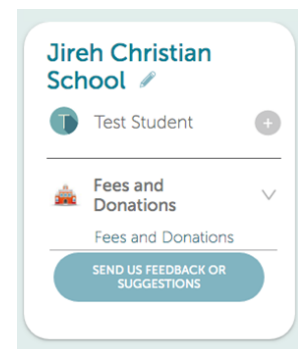 Jireh Christian
School
T
Test Student
+
Fees and
Donations
Fees and Donations
SEND US FEEDBACK OR
SUGGESTIONS